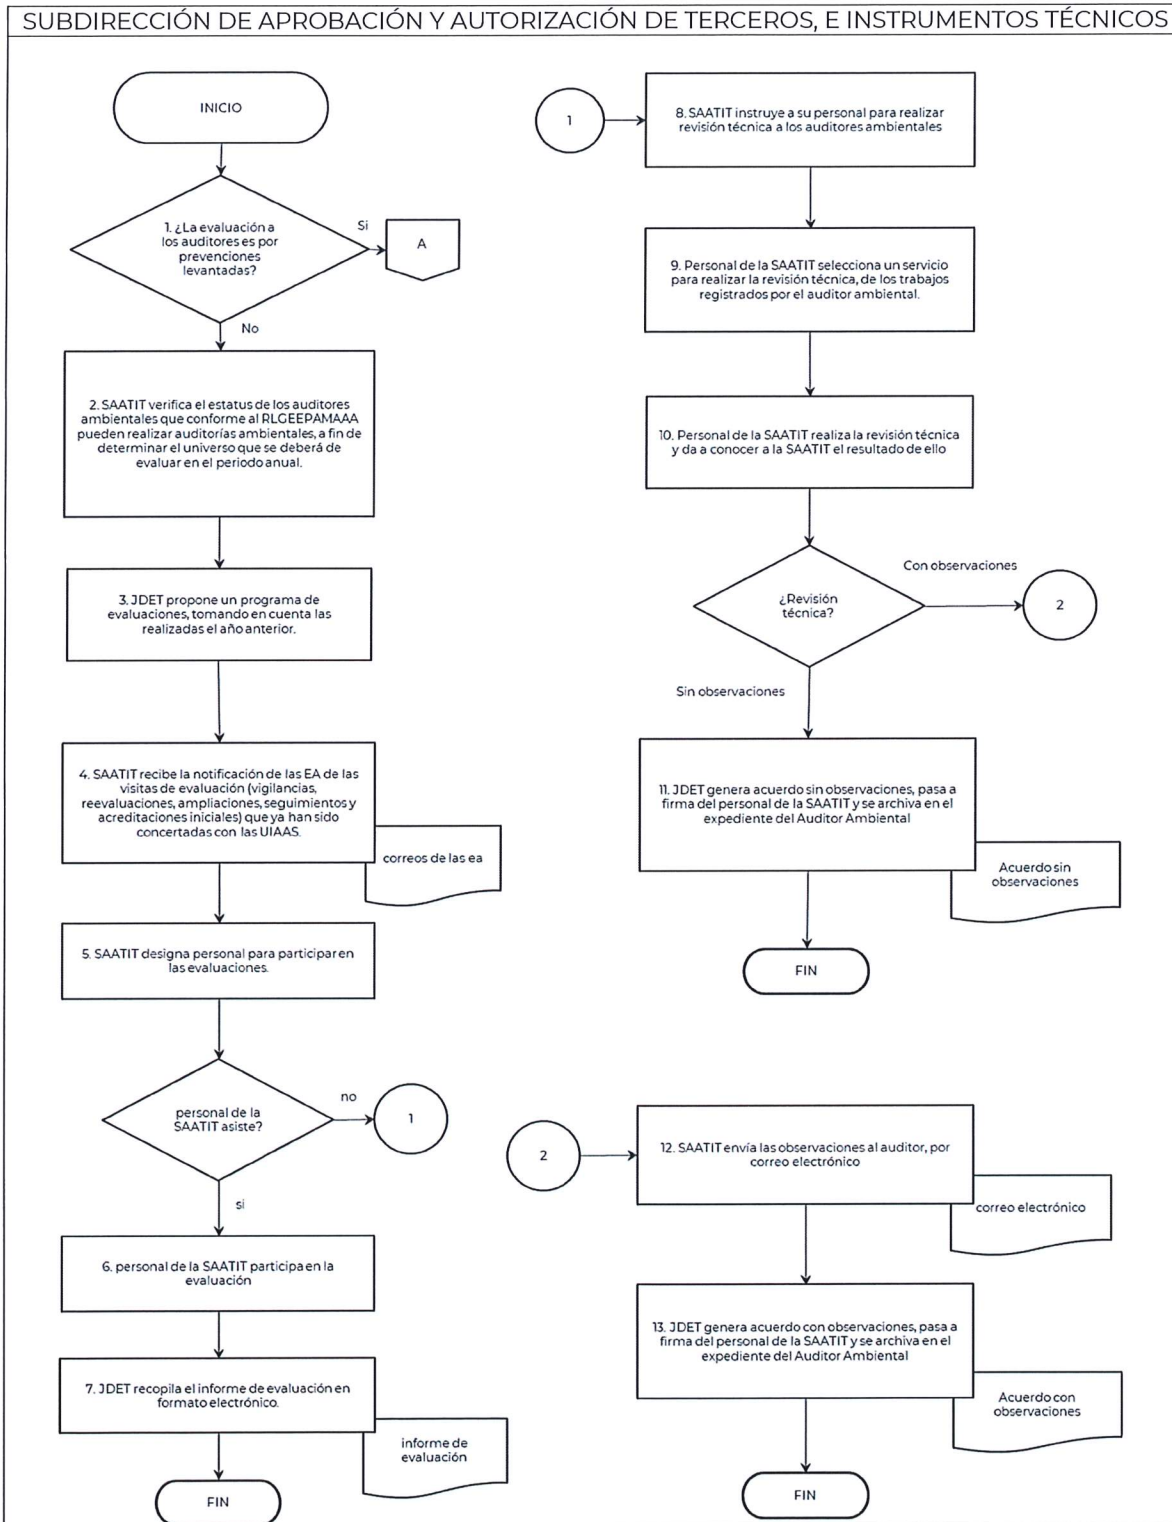 SUBDIRECCIÓN DE APROBACIÓN Y AUTORIZACIÓN DE TERCEROS, E INSTRUMENTOS TÉCNICOS
INICIO
1. ¿La evaluación a
los auditores es por
prevenciones
levantadas?
Si
A
No
2. SAATIT verifica el estatus de los auditores
ambientales que conforme al RLGEEPAMAAA
pueden realizar auditorías ambientales, a fin de
determinar el universo que se deberá de
evaluar en el periodo anual.
3. JDET propone un programa de
evaluaciones, tomando en cuenta las
realizadas el año anterior.
4. SAATIT recibe la notificación de las EA de las
visitas de evaluación (vigilancias,
reevaluaciones, ampliaciones, seguimientos y
acreditaciones iniciales) que ya han sido
concertadas con las UIAAS.
correos de las ea
5. SAATIT designa personal para participar en
las evaluaciones.
personal de la
SAATIT asiste?
no
1
si
6. personal de la SAATIT participa en la
evaluación
7. JDET recopila el informe de evaluación en
formato electrónico.
informe de
evaluación
FIN
1
8. SAATIT instruye a su personal para realizar
revisión técnica a los auditores ambientales
9. Personal de la SAATIT selecciona un servicio
para realizar la revisión técnica, de los trabajos
registrados por el auditor ambiental.
10. Personal de la SAATIT realiza la revisión técnica
y da a conocer a la SAATIT el resultado de ello
¿Revisión
técnica?
Con observaciones
2
Sin observaciones
11. JDET genera acuerdo sin observaciones, pasa a
firma del personal de la SAATIT y se archiva en el
expediente del Auditor Ambiental
Acuerdo sin
observaciones
FIN
2
12. SAATIT envía las observaciones al auditor, por
correo electrónico
correo electrónico
13. JDET genera acuerdo con observaciones, pasa a
firma del personal de la SAATIT y se archiva en el
expediente del Auditor Ambiental
Acuerdo con
observaciones
FIN